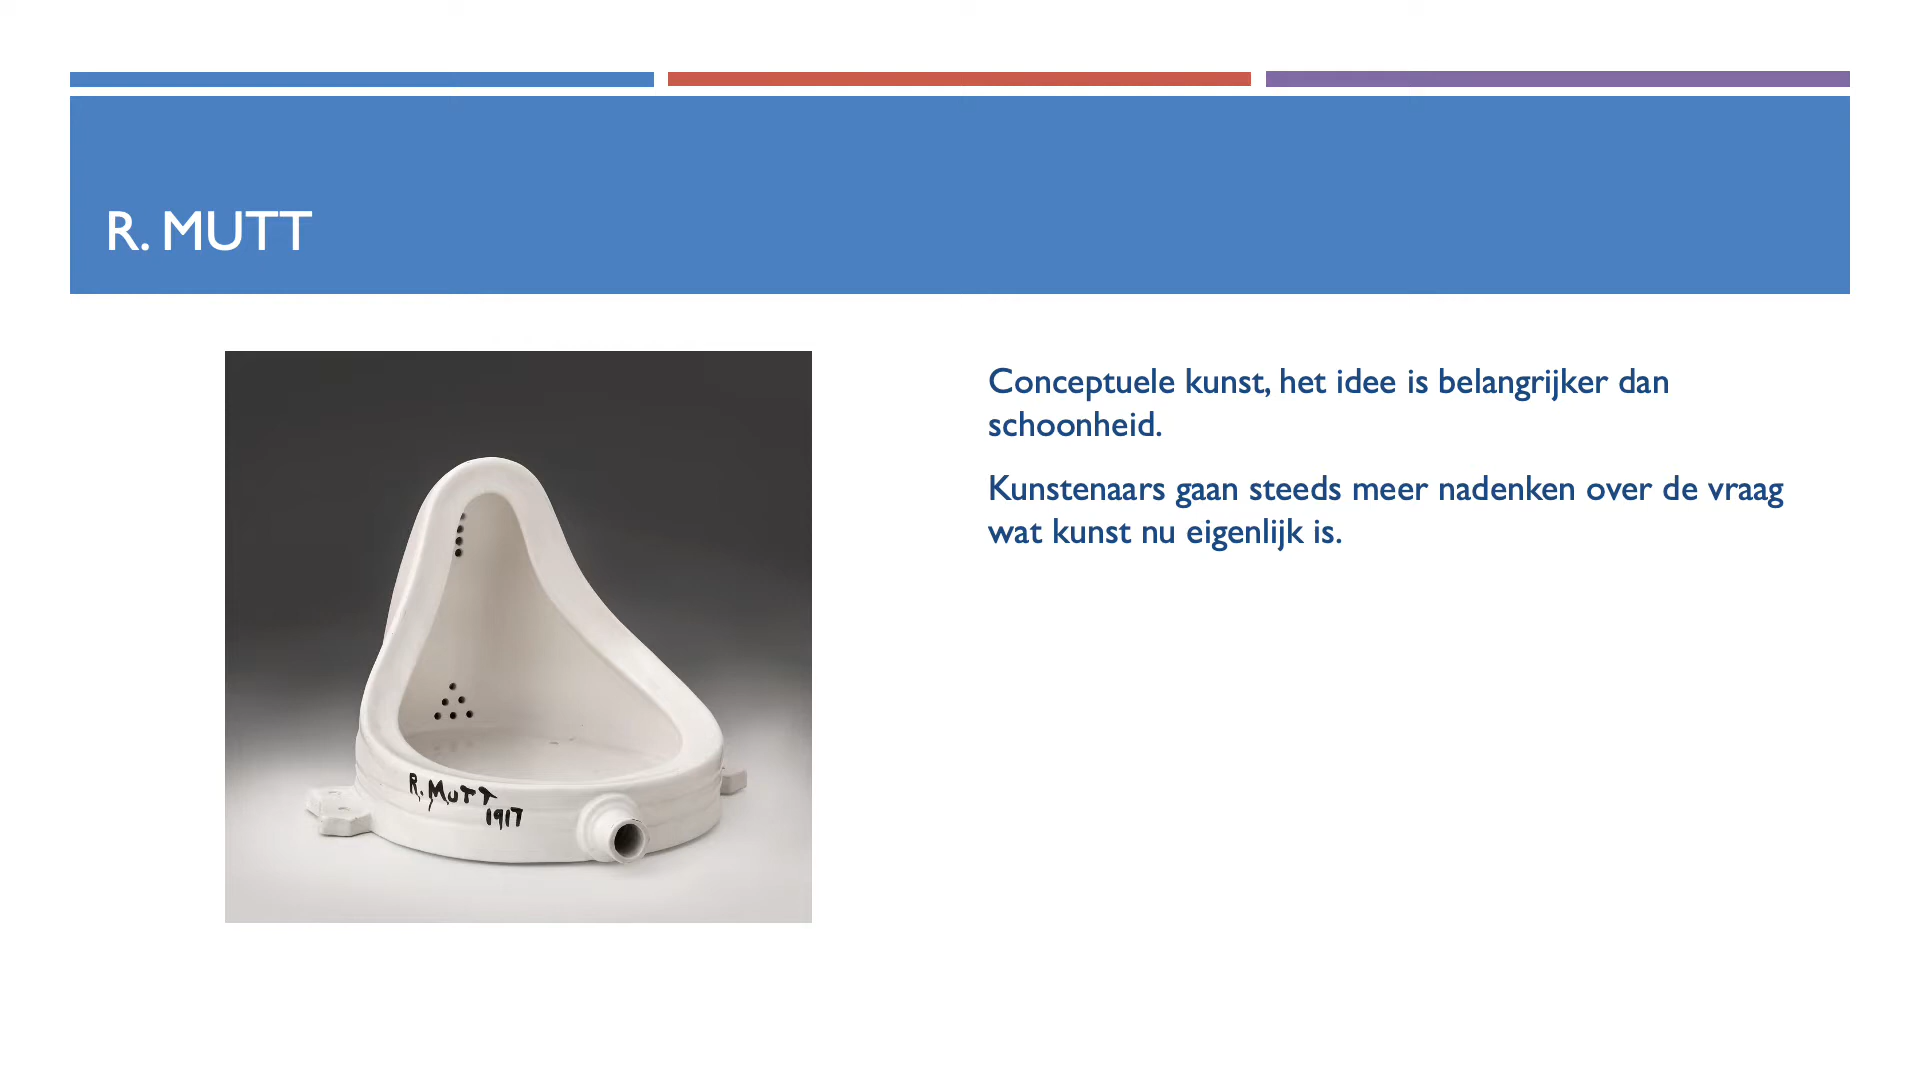 R. MUTT
Conceptuele kunst, het idee is belangrijker dan
schoonheid.
Kunstenaars gaan steeds meer nadenken over de vraag
wat kunst nu eigenlijk is.
R. MUTT
1917